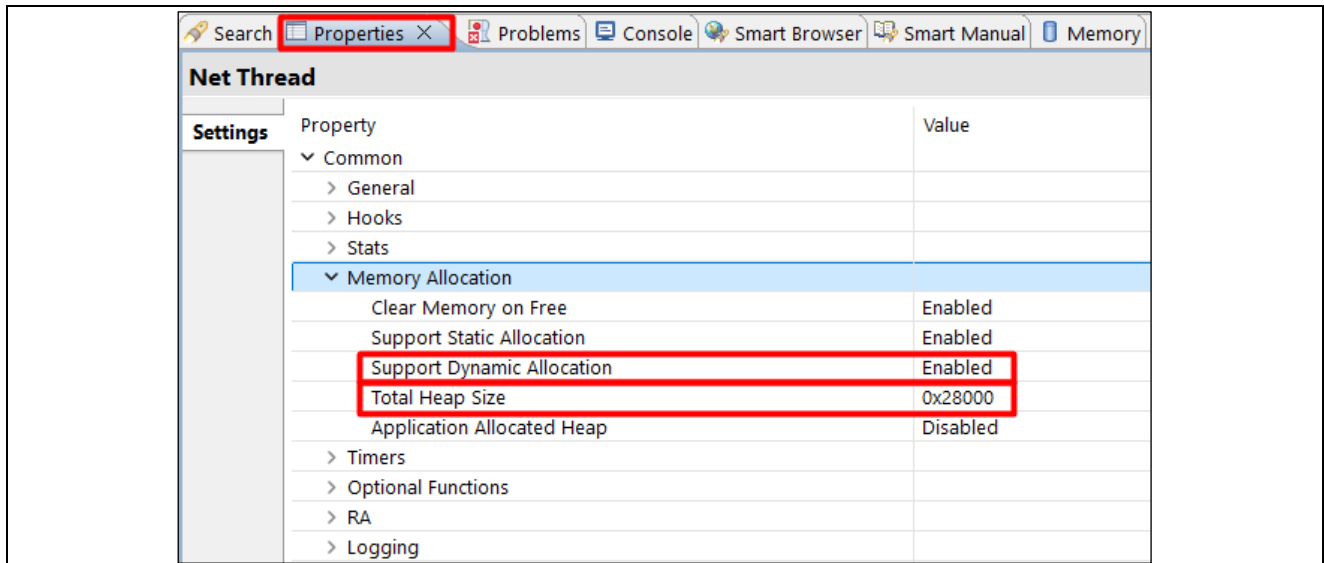 Search Properties Problems Console Smart Browser Smart Manual Memory
Net Thread
Settings
Property Value
Common
General
Hooks
Stats
Memory Allocation
Clear Memory on Free Enabled
Support Static Allocation Enabled
Support Dynamic Allocation Enabled
Total Heap Size 0x28000
Application Allocated Heap Disabled
Timers
Optional Functions
RA
Logging